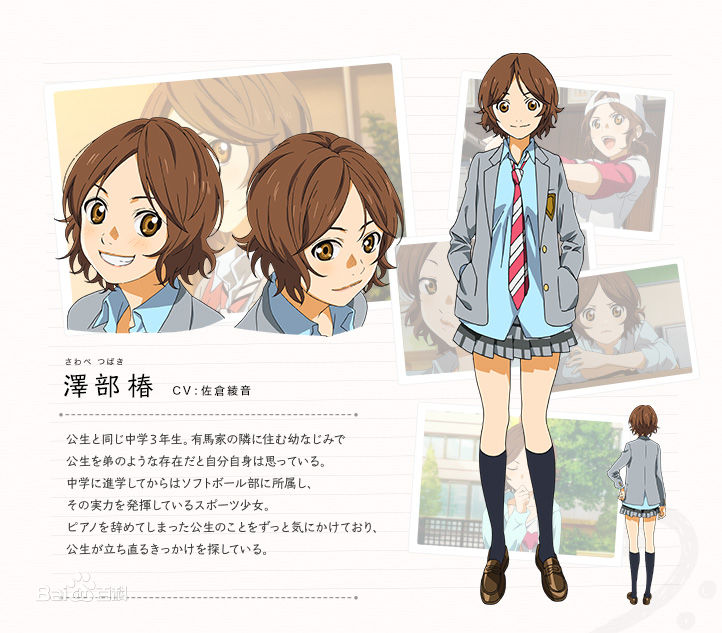 さわべ つばき
澤部椿 CV:佐倉綾音
公生と同じ中学3年生。有馬家の隣に住む幼なじみで
公生を弟のような存在だと自分自身は思っている。
中学に進学してからはソフトボール部に所属し、
その実力を発揮しているスポーツ少女。
ピアノを辞めてしまった公生のことをずっと気にかけており、
公生が立ち直るきっかけを探している。
Bai百科